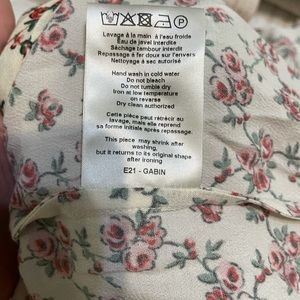 P
Lavage à la main à l'eau froide
Eau de javel interdite
Séchage tambour interdit
Repassage à fer doux sur l'envers
Nettoyage à sec autorisé
Hand wash in cold water
Do not bleach
Do not tumble dry
Iron at low temperature
on reverse
Dry clean authorized
Cette pièce peut rétrécir au
lavage, mais elle reprendra sa
forme initiale après repassage.
This piece may shrink after
washing,
but it returns to its original shape
after ironing
E21 - GABIN